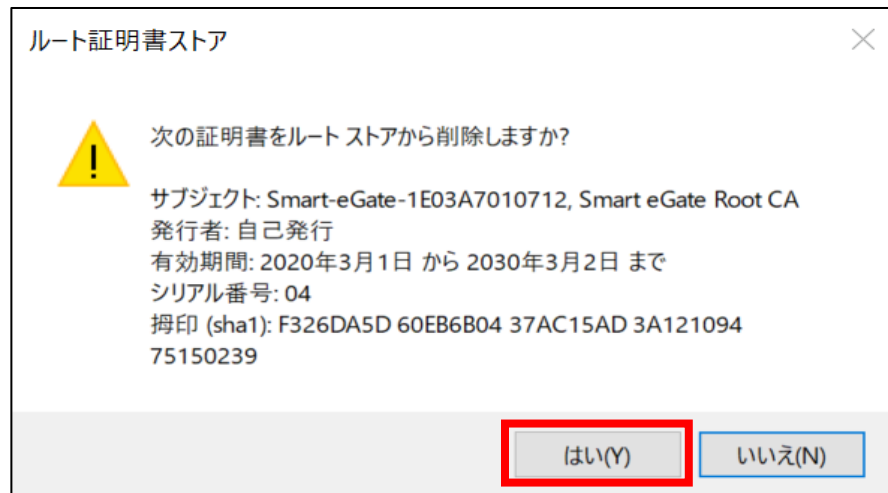 ルート証明書ストア
次の証明書をルート ストアから削除しますか?
サブジェクト: Smart-eGate-1E03A7010712, Smart eGate Root CA
発行者: 自己発行
有効期間: 2020年3月1日 から 2030年3月2日 まで
シリアル番号: 04
拇印 (sha1): F326DA5D 60EB6B04 37AC15AD 3A121094
75150239
はい(Y) いいえ(N)